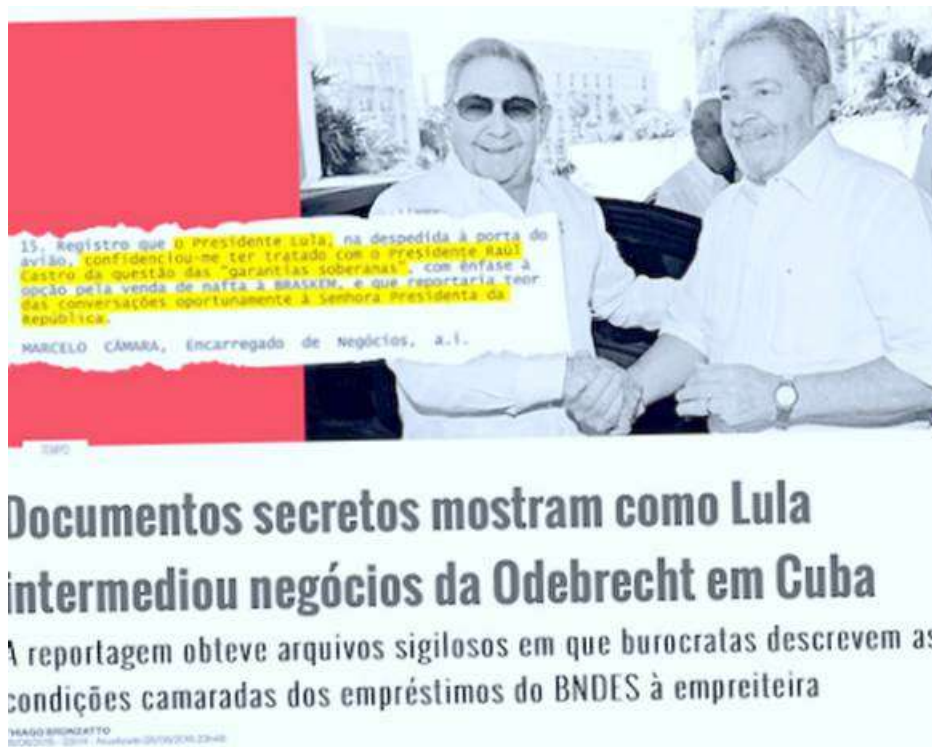 15. Registro que o Presidente Lula, na despedida à porta do
avião, confidenciou-me ter tratado com o Presidente Raúl
Castro da questão das "garantias soberanas", com ênfase à
opção pela venda de nafta à BRASKEM, e que reportaria teor
das conversações oportunamente à Senhora Presidenta da
República.
MARCELO CÂMARA, Encarregado de Negócios, a.i.
TEMPO
Documentos secretos mostram como Lula
intermediou negócios da Odebrecht em Cuba
A reportagem obteve arquivos sigilosos em que burocratas descrevem as
condições camaradas dos empréstimos do BNDES à empreiteira
THIAGO BRONZATTO